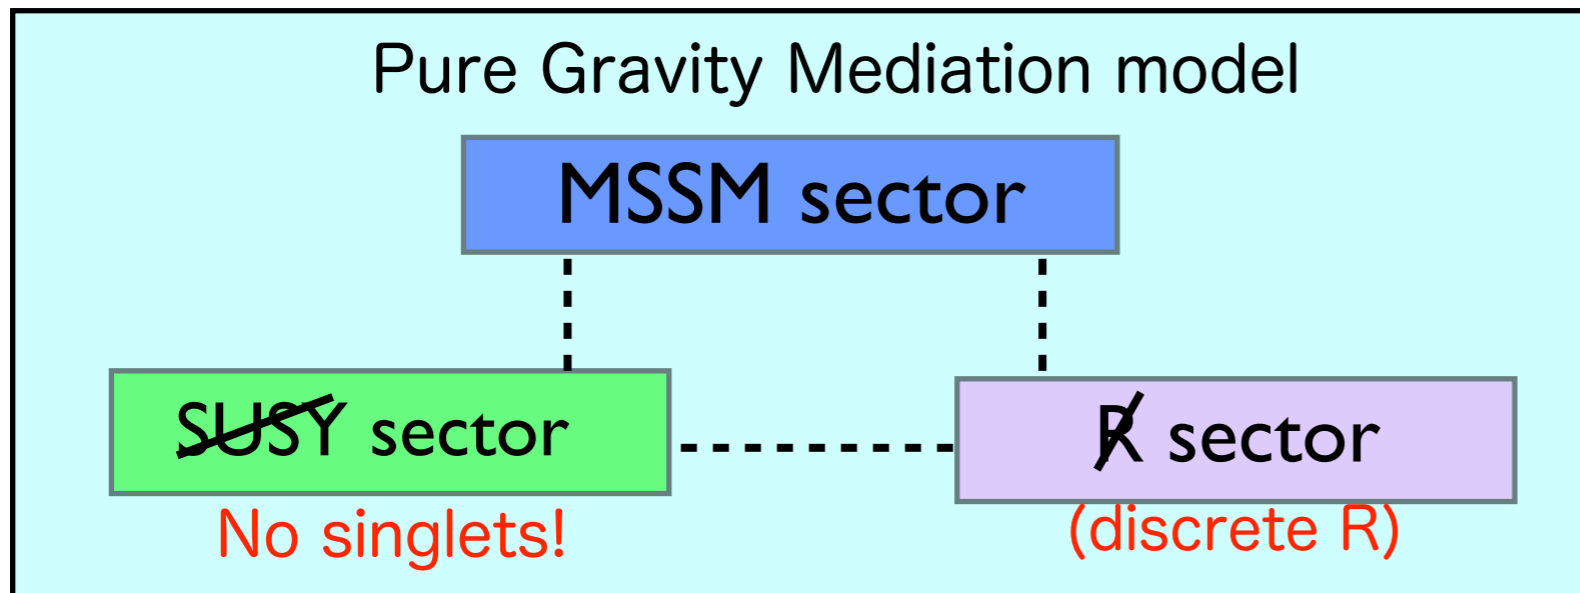 Pure Gravity Mediation model
MSSM sector
SUSY sector
R sector
No singlets!
(discrete R)